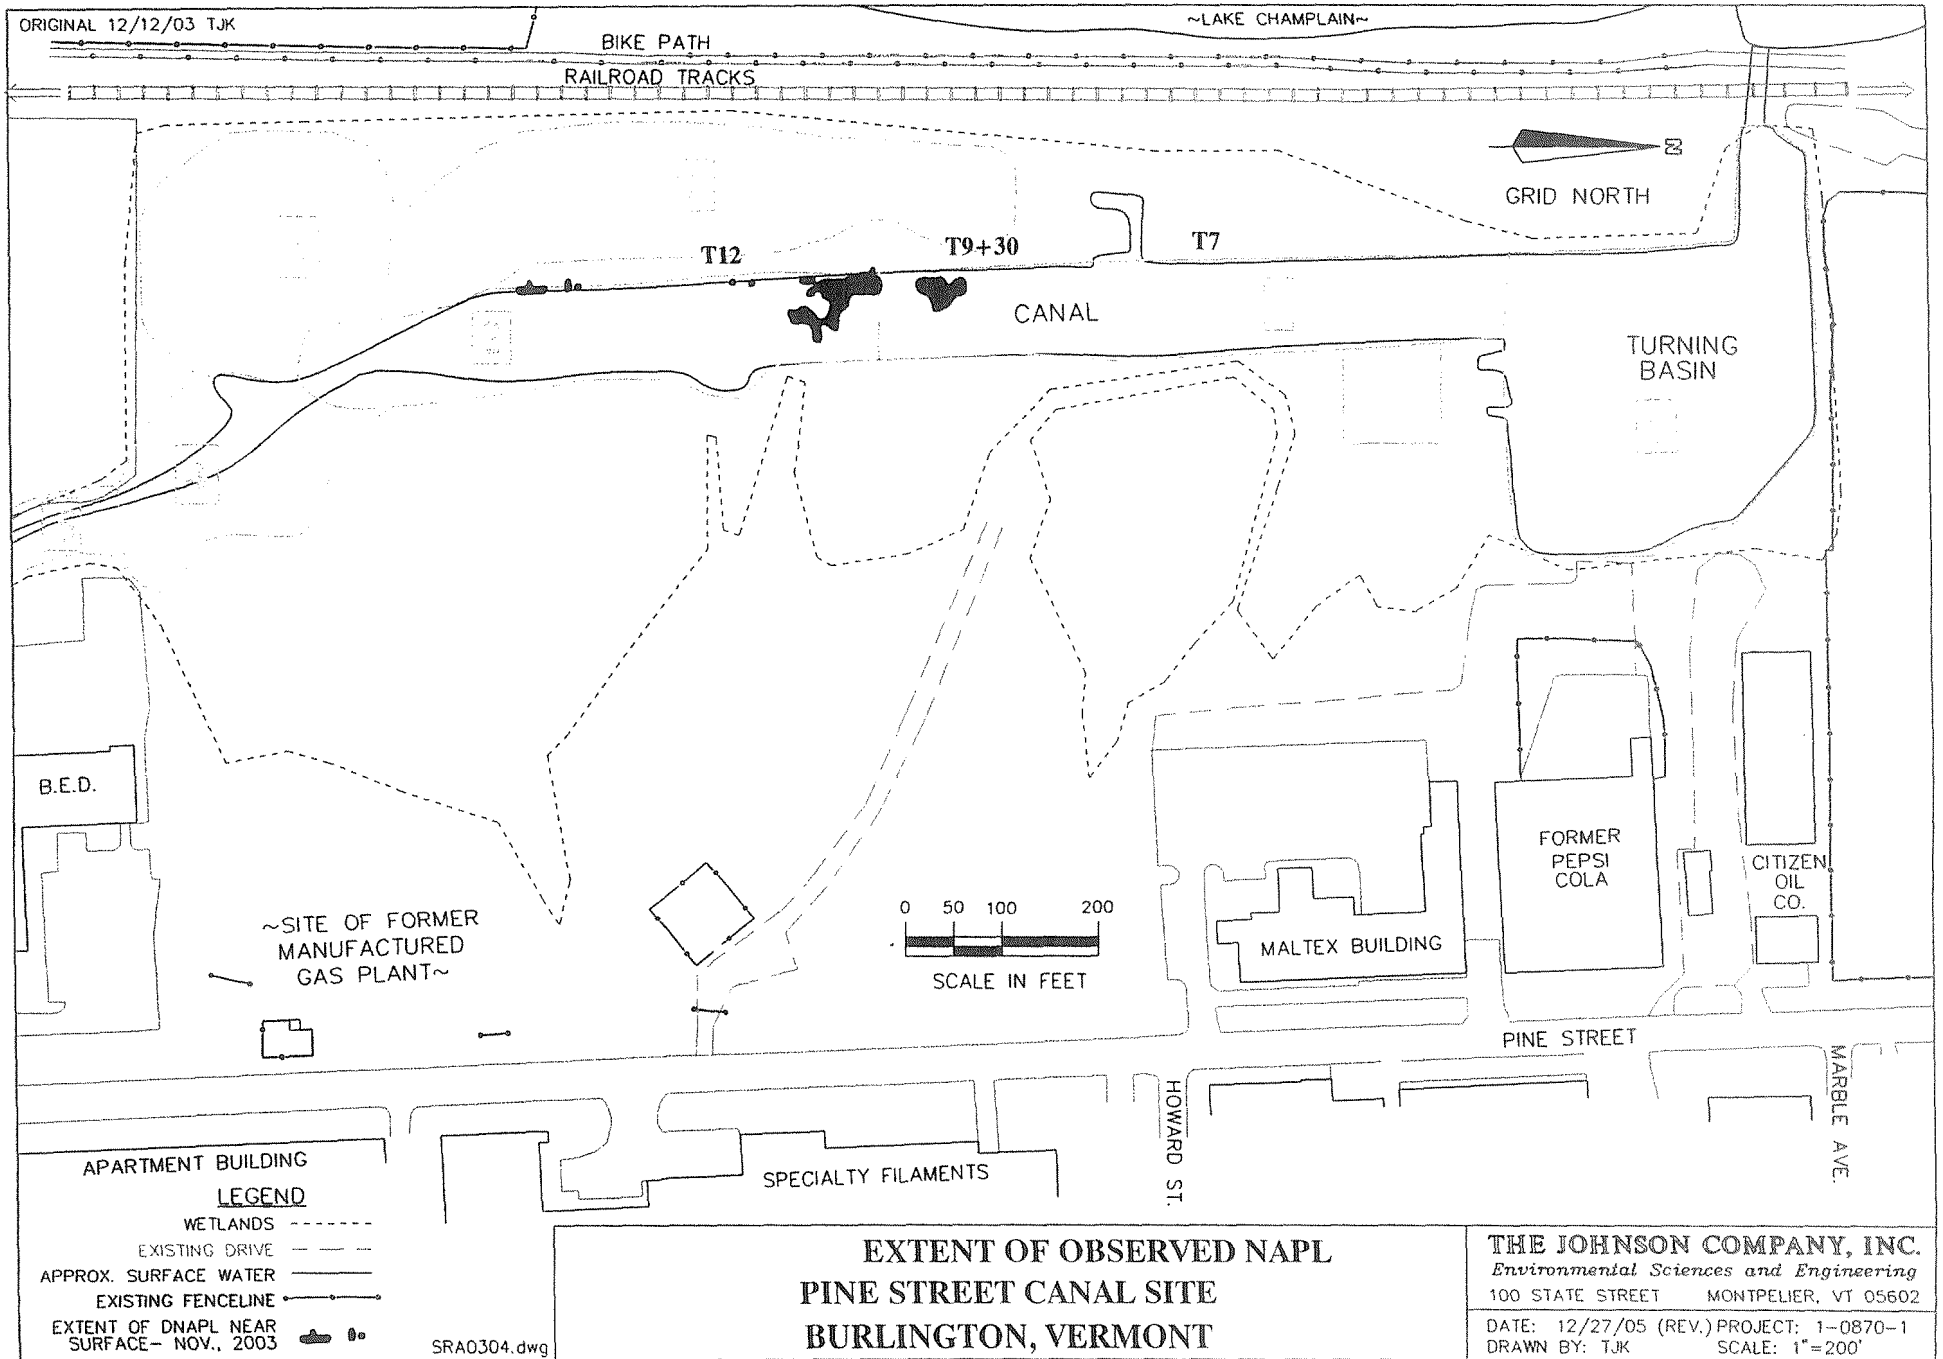 ORIGINAL 12/12/03 TJK
~LAKE CHAMPLAIN~
BIKE PATH
RAILROAD TRACKS
N
GRID NORTH
T12
T9+30
T7
CANAL
TURNING
BASIN
B.E.D.
~SITE OF FORMER
MANUFACTURED
GAS PLANT~
0 50 100 200
SCALE IN FEET
MALTEX BUILDING
FORMER
PEPSI
COLA
CITIZEN
OIL
CO.
PINE STREET
HOWARD ST.
MARBLE AVE.
APARTMENT BUILDING
SPECIALTY FILAMENTS
LEGEND
WETLANDS
EXISTING DRIVE
APPROX. SURFACE WATER
EXISTING FENCELINE
EXTENT OF DNAPL NEAR
SURFACE- NOV., 2003
SRA0304.dwg
EXTENT OF OBSERVED NAPL
PINE STREET CANAL SITE
BURLINGTON, VERMONT
THE JOHNSON COMPANY, INC.
Environmental Sciences and Engineering
100 STATE STREET MONTPELIER, VT 05602
DATE: 12/27/05 (REV.) PROJECT: 1-0870-1
DRAWN BY: TJK SCALE: 1"=200'